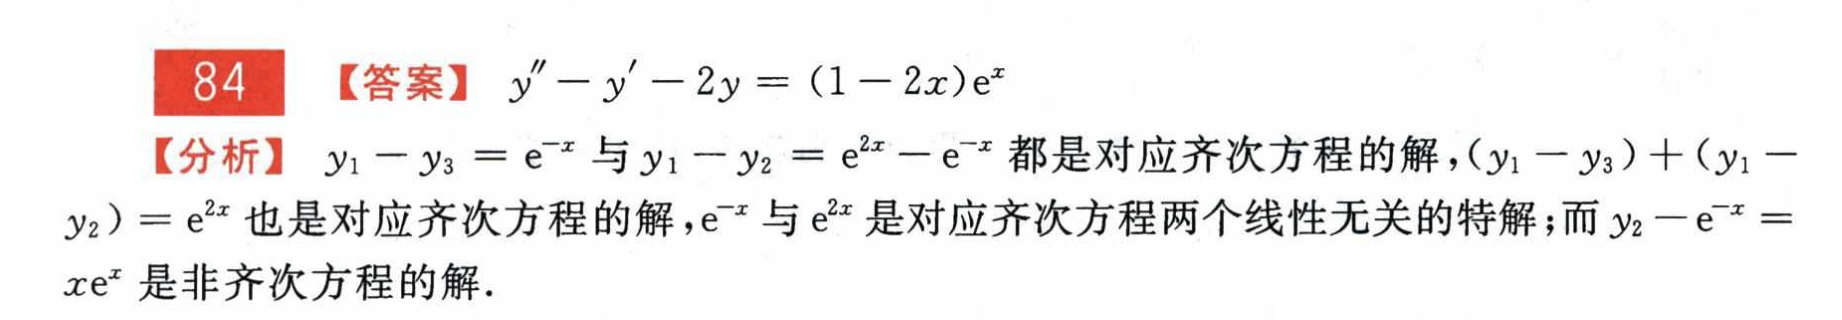 84 【答案】 y″ − y′ − 2y = (1 − 2x)eˣ
【分析】 y₁ − y₃ = e⁻ˣ 与 y₁ − y₂ = e²ˣ − e⁻ˣ 都是对应齐次方程的解,(y₁ − y₃) + (y₁ −
y₂) = e²ˣ 也是对应齐次方程的解,e⁻ˣ 与 e²ˣ 是对应齐次方程两个线性无关的特解;而 y₂ − e⁻ˣ =
xeˣ 是非齐次方程的解.